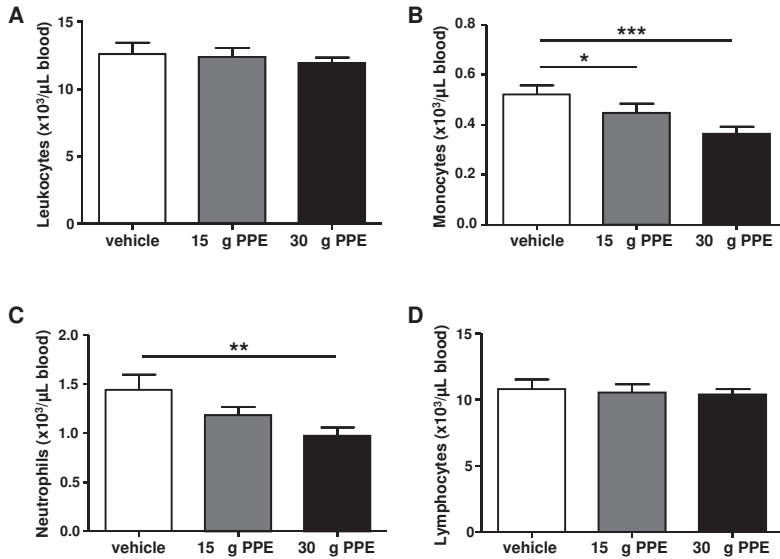 A
Leukocytes (x10³/µL blood)
15
10
5
0
vehicle 15 g PPE 30 g PPE
B
Monocytes (x10³/µL blood)
0.8
0.6
0.4
0.2
0.0
***
*
vehicle 15 g PPE 30 g PPE
C
Neutrophils (x10³/µL blood)
2.0
1.5
1.0
0.5
0.0
**
vehicle 15 g PPE 30 g PPE
D
Lymphocytes (x10³/µL blood)
15
10
5
0
vehicle 15 g PPE 30 g PPE